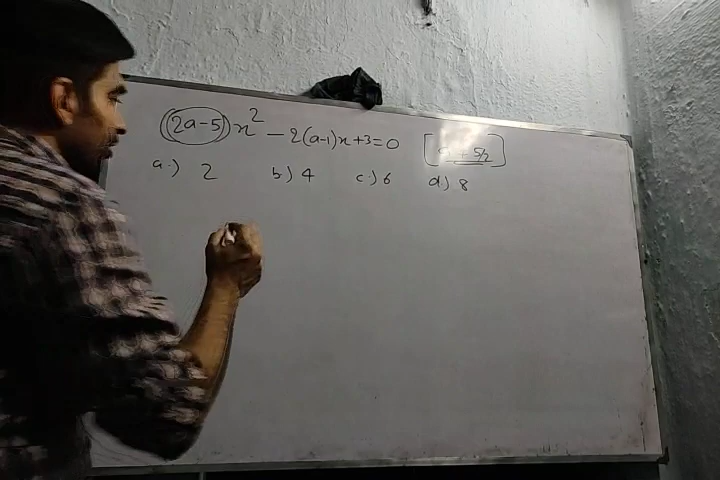 (2a-5)x² - 2(a-1)x+3=0 [ 5/2]
a.) 2 b.) 4 c.) 6 d.) 8